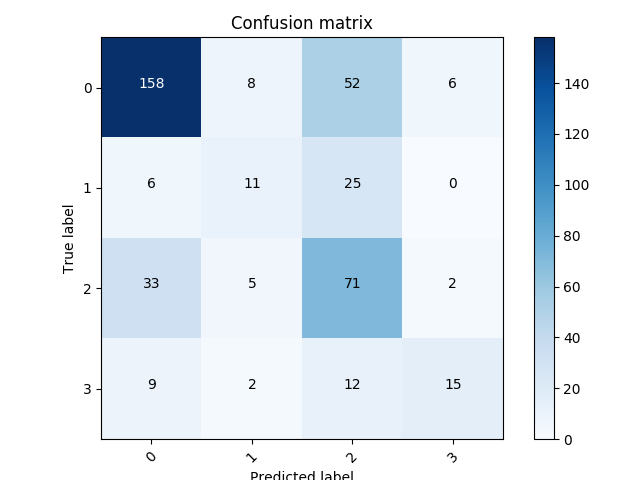 Confusion matrix
True label
0 158 8 52 6
1 6 11 25 0
2 33 5 71 2
3 9 2 12 15
0 1 2 3
Predicted label
140
120
100
80
60
40
20
0